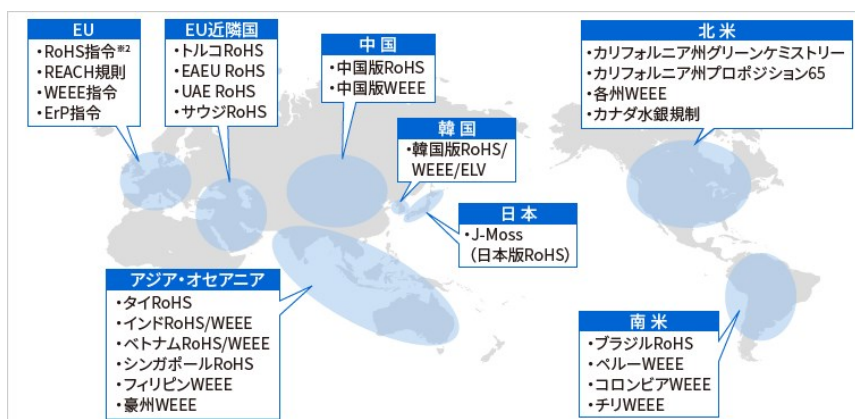 EU
・RoHS指令※2
・REACH規則
・WEEE指令
・ErP指令
EU近隣国
・トルコRoHS
・EAEU RoHS
・UAE RoHS
・サウジRoHS
中国
・中国版RoHS
・中国版WEEE
韓国
・韓国版RoHS/
WEEE/ELV
日本
・J-Moss
（日本版RoHS）
北米
・カリフォルニア州グリーンケミストリー
・カリフォルニア州プロポジション65
・各州WEEE
・カナダ水銀規制
アジア・オセアニア
・タイRoHS
・インドRoHS/WEEE
・ベトナムRoHS/WEEE
・シンガポールRoHS
・フィリピンWEEE
・豪州WEEE
南米
・ブラジルRoHS
・ペルーWEEE
・コロンビアWEEE
・チリWEEE